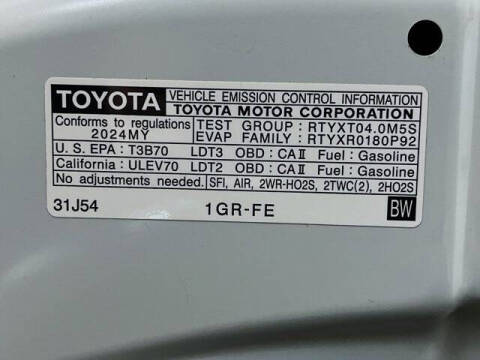 TOYOTA VEHICLE EMISSION CONTROL INFORMATION
TOYOTA MOTOR CORPORATION
Conforms to regulations TEST GROUP : RTYXT04.0M5S
2024MY EVAP FAMILY: RTYXR0180P92
U. S. EPA : T3B70 LDT3 OBD : CAII Fuel : Gasoline
California : ULEV70 LDT2 OBD : CAII Fuel : Gasoline
No adjustments needed. SFI, AIR, 2WR-HO2S, 2TWC(2), 2HO2S
31J54 1GR-FE BW